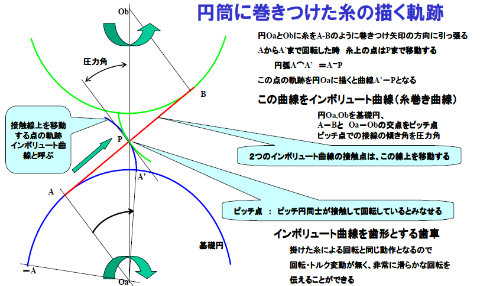 円筒に巻きつけた糸の描く軌跡
円OaとObに糸をA-Bのように巻きつけ矢印の方向に引っ張る
AからA'まで回転した時 糸上の点はPまで移動する
円弧A⌒A' =A-P
この点の軌跡を円Oaに描くと曲線A'-Pとなる
この曲線をインボリュート曲線(糸巻き曲線)
円Oa,Obを基礎円、
A-Bと Oa-Obの交点をピッチ点
ピッチ点での接線の傾き角を圧力角
2つのインボリュート曲線の接触点は、この線上を移動する
ピッチ点 : ピッチ円同士が接触して回転しているとみなせる
インボリュート曲線を歯形とする歯車
掛けた糸による回転と同じ動作となるので
回転・トルク変動が無く、非常に滑らかな回転を
伝えることができる
Ob
圧力角
B
接触線上を移動
する点の軌跡
インボリュート曲
線と呼ぶ
P
A'
A
基礎円
=A
Oa